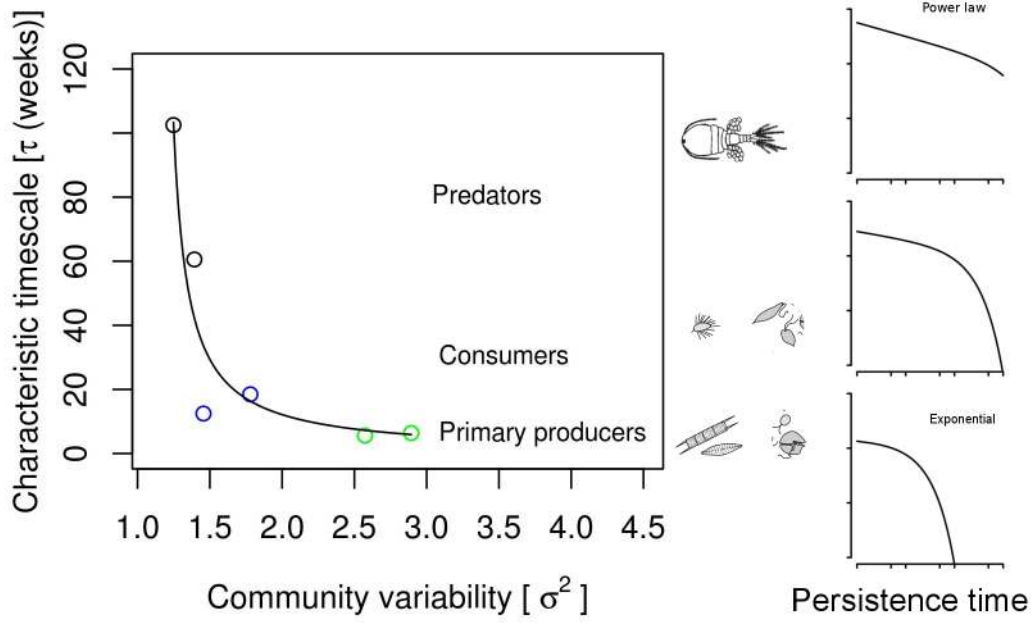 Characteristic timescale [τ (weeks)]
120
80
60
40
20
0
Predators
Consumers
Primary producers
1.0 1.5 2.0 2.5 3.0 3.5 4.0 4.5
Community variability [ σ² ]
Power law
Exponential
Persistence time